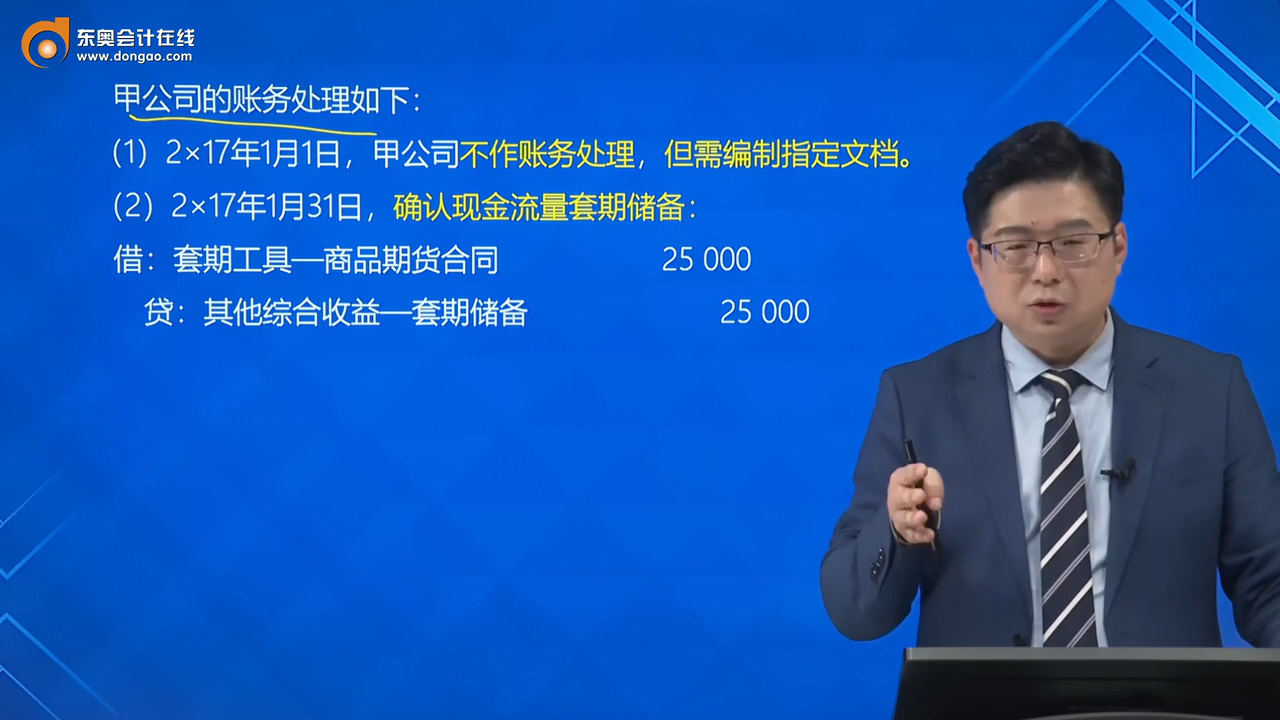 东奥会计在线
www.dongao.com
甲公司的账务处理如下：
（1）2×17年1月1日，甲公司不作账务处理，但需编制指定文档。
（2）2×17年1月31日，确认现金流量套期储备：
借：套期工具—商品期货合同 25 000
贷：其他综合收益—套期储备 25 000